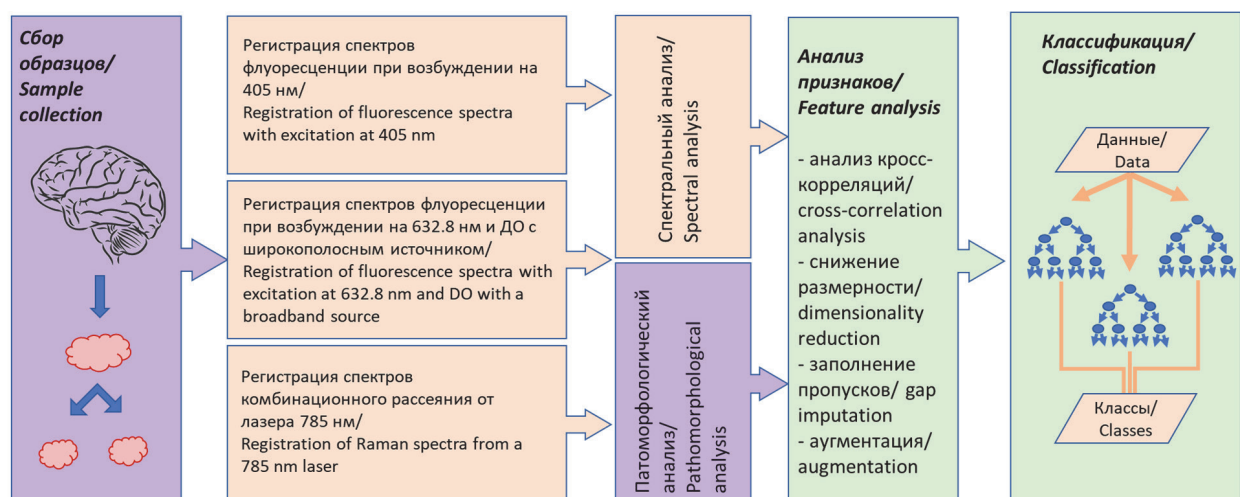 Сбор
образцов/
Sample
collection
Регистрация спектров
флуоресценции при возбуждении на
405 нм/
Registration of fluorescence spectra
with excitation at 405 nm
Регистрация спектров флуоресценции
при возбуждении на 632.8 нм и ДО с
широкополосным источником/
Registration of fluorescence spectra with
excitation at 632.8 nm and DO with a
broadband source
Регистрация спектров
комбинационного рассеяния от
лазера 785 нм/
Registration of Raman spectra from a
785 nm laser
Спектральный анализ/
Spectral analysis
Патоморфологический
анализ/
Pathomorphological
analysis
Анализ
признаков/
Feature analysis
- анализ кросс-
корреляций/
cross-correlation
analysis
- снижение
размерности/
dimensionality
reduction
- заполнение
пропусков/ gap
imputation
- аугментация/
augmentation
Классификация/
Classification
Данные/
Data
Классы/
Classes